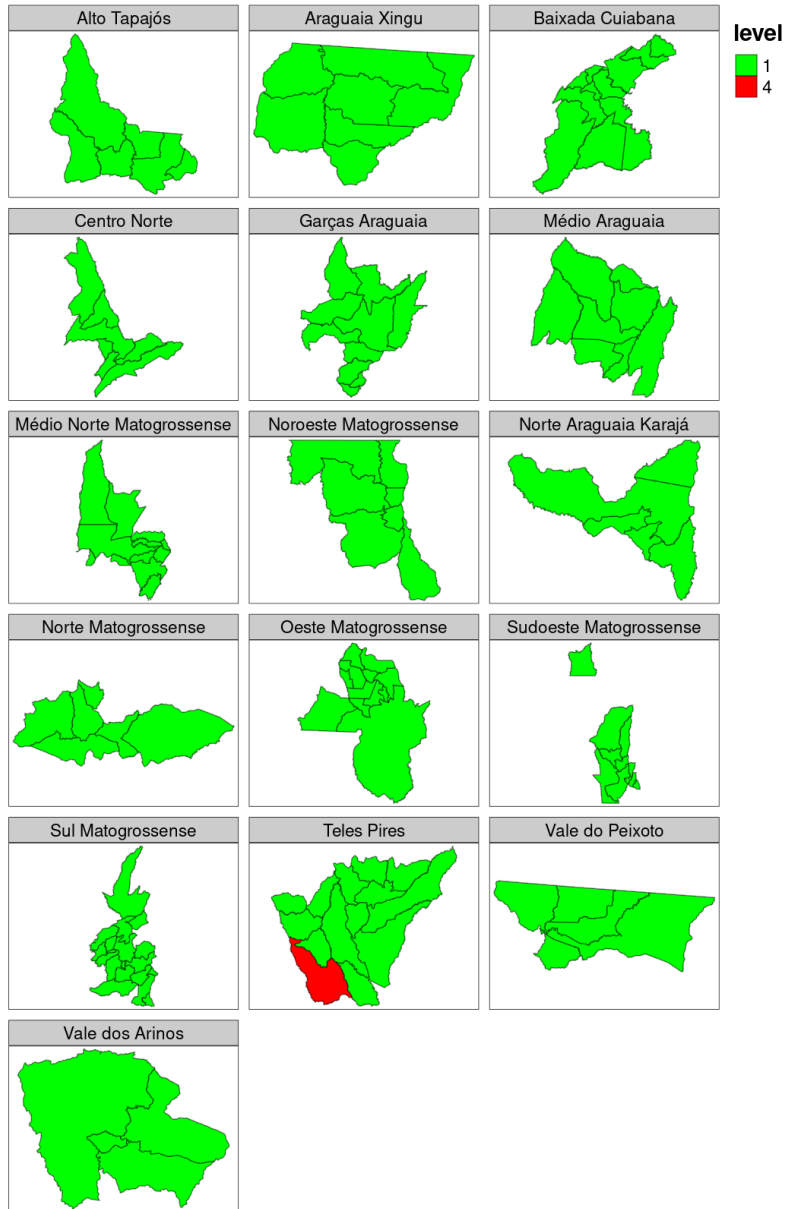 Alto Tapajós
Araguaia Xingu
Baixada Cuiabana
level
1
4
Centro Norte
Garças Araguaia
Médio Araguaia
Médio Norte Matogrossense
Noroeste Matogrossense
Norte Araguaia Karajá
Norte Matogrossense
Oeste Matogrossense
Sudoeste Matogrossense
Sul Matogrossense
Teles Pires
Vale do Peixoto
Vale dos Arinos